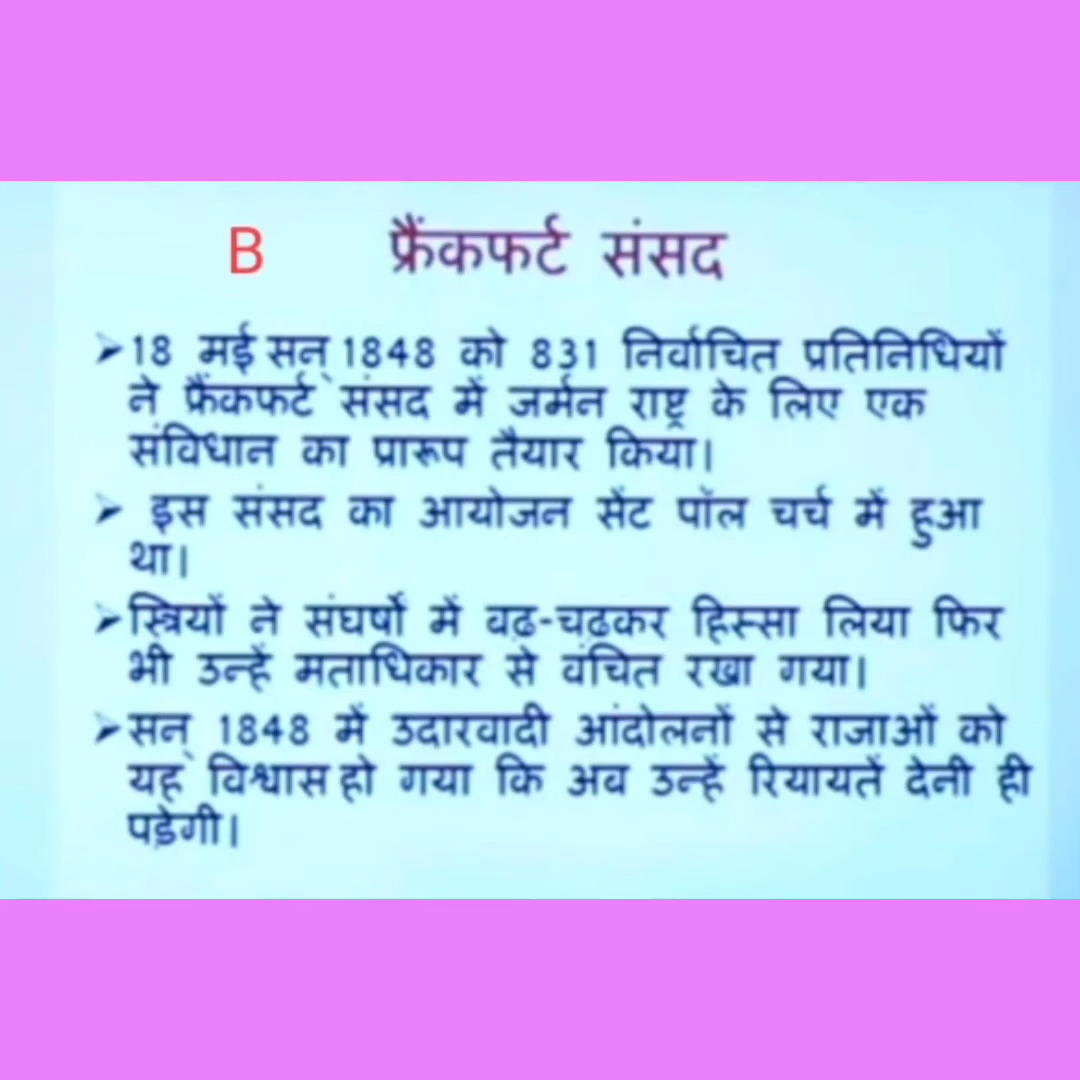 B फ्रैंकफर्ट संसद
➢18 मई सन् 1848 को 831 निर्वाचित प्रतिनिधियों
ने फ्रैंकफर्ट संसद में जर्मन राष्ट्र के लिए एक
संविधान का प्रारूप तैयार किया।
➢ इस संसद का आयोजन सेंट पॉल चर्च में हुआ
था।
➢स्त्रियों ने संघर्षो में बढ़-चढ़कर हिस्सा लिया फिर
भी उन्हें मताधिकार से वंचित रखा गया।
➢सन् 1848 में उदारवादी आंदोलनों से राजाओं को
यह विश्वास हो गया कि अब उन्हें रियायतें देनी ही
पड़ेगी।